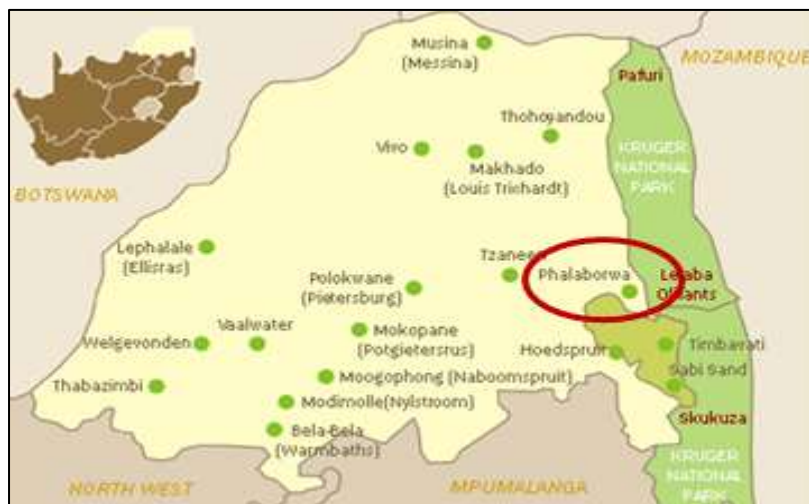 Musina
(Messina)
MOZAMBIQUE
Pafuri
Thohoyandou
Vivo
KRUGER
NATIONAL
PARK
Makhado
(Louis Trichardt)
BOTSWANA
Lephalale
(Ellisras)
Tzaneen
Phalaborwa
Letaba
Olifants
Polokwane
(Pietersburg)
Welgevonden
Vaalwater
Mokopane
(Potgietersrus)
Hoedspruit
Timbavati
Thabazimbi
Moogophong (Naboomspruit)
Sabi Sand
Modimolle(Nylstroom)
Skukuza
Bela-Bela
(Warmbaths)
KRUGER
NATIONAL
PARK
NORTH WEST
MPUMALANGA